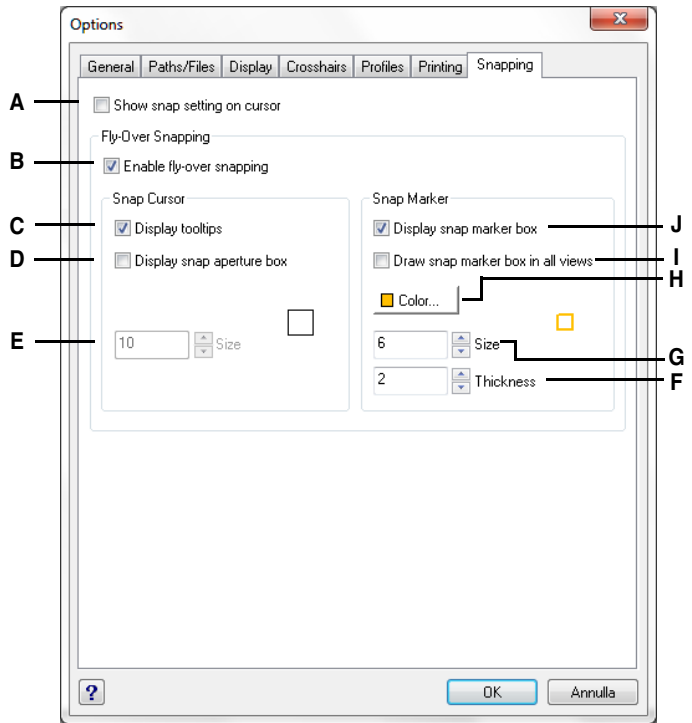 Options
General Paths/Files Display Crosshairs Profiles Printing Snapping
A Show snap setting on cursor
Fly-Over Snapping
B Enable fly-over snapping
Snap Cursor Snap Marker
C Display tooltips Display snap marker box J
D Display snap aperture box Draw snap marker box in all views I
Color... H
E 10 Size 6 Size G
2 Thickness F
? OK Annulla